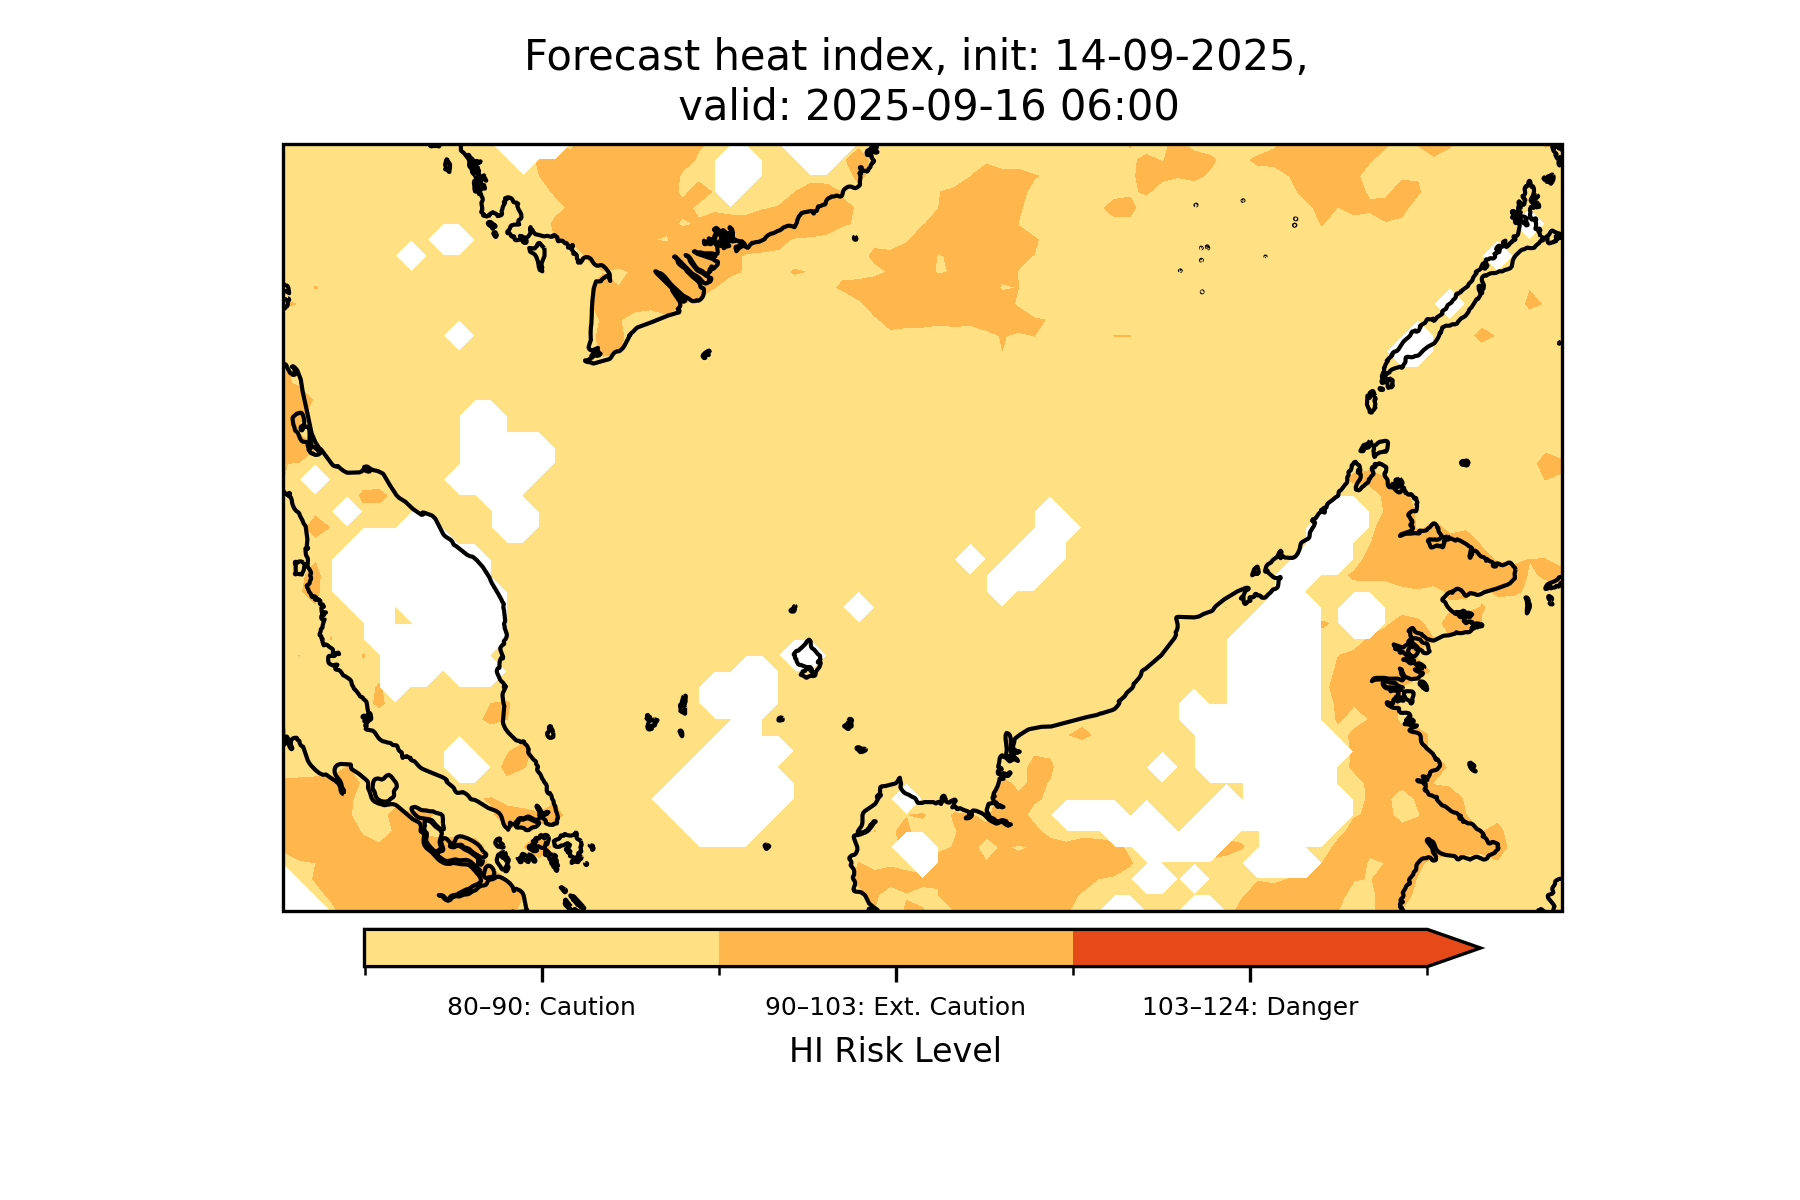 Forecast heat index, init: 14-09-2025,
valid: 2025-09-16 06:00
80–90: Caution
90–103: Ext. Caution
103–124: Danger
HI Risk Level